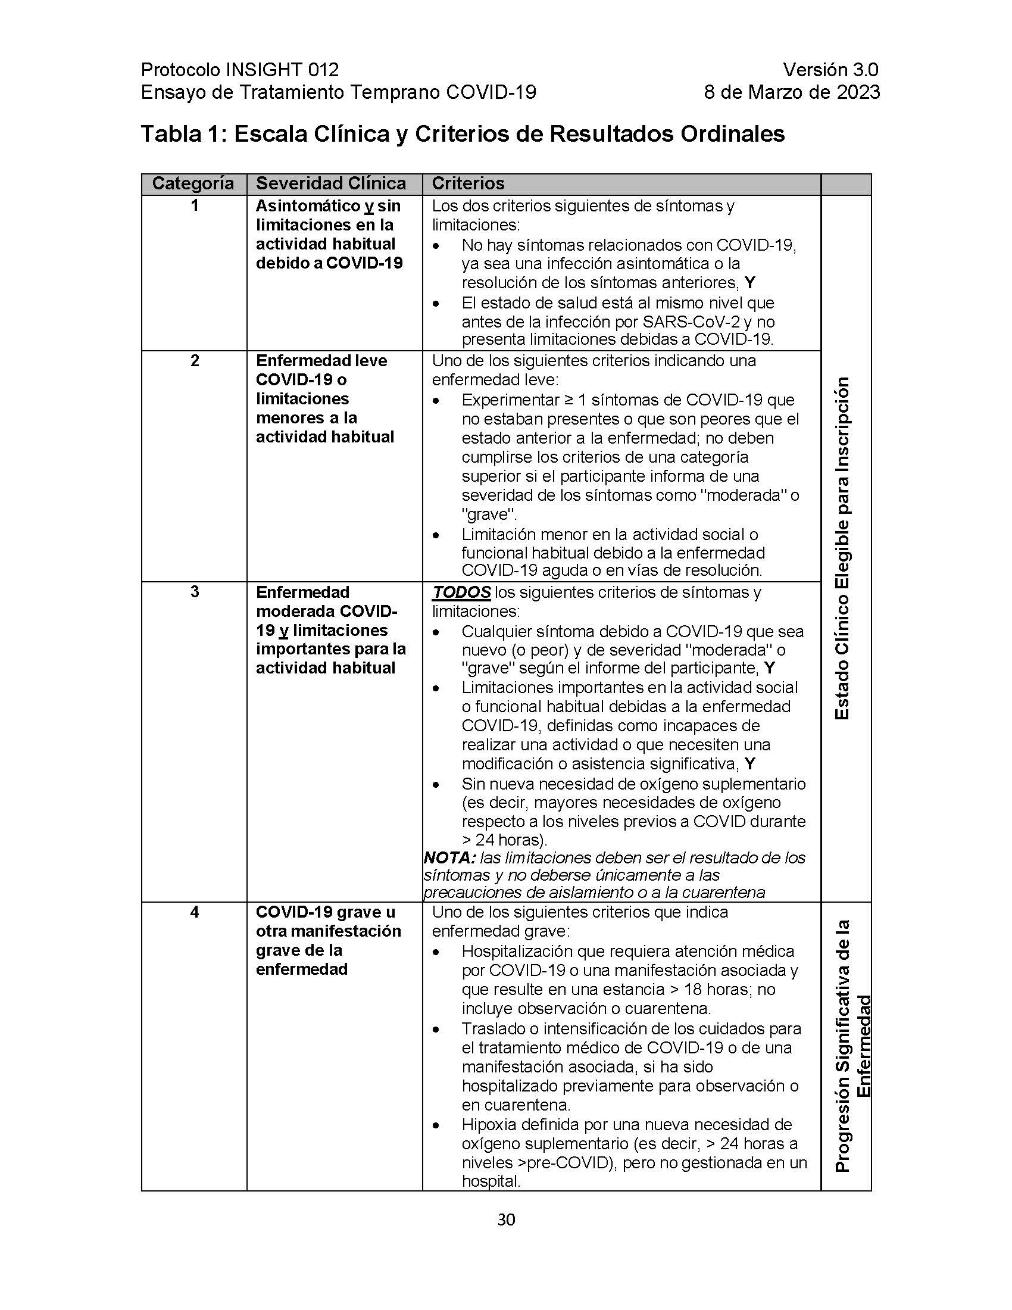 Protocolo INSIGHT 012 Versión 3.0
Ensayo de Tratamiento Temprano COVID-19 8 de Marzo de 2023
Tabla 1: Escala Clínica y Criterios de Resultados Ordinales
Categoría Severidad Clínica Criterios
1
Asintomático y sin
limitaciones en la
actividad habitual
debido a COVID-19
Los dos criterios siguientes de síntomas y
limitaciones:
• No hay síntomas relacionados con COVID-19,
ya sea una infección asintomática o la
resolución de los síntomas anteriores, Y
• El estado de salud está al mismo nivel que
antes de la infección por SARS-CoV-2 y no
presenta limitaciones debidas a COVID-19.
2
Enfermedad leve
COVID-19 o
limitaciones
menores a la
actividad habitual
Uno de los siguientes criterios indicando una
enfermedad leve:
• Experimentar ≥ 1 síntomas de COVID-19 que
no estaban presentes o que son peores que el
estado anterior a la enfermedad; no deben
cumplirse los criterios de una categoría
superior si el participante informa de una
severidad de los síntomas como "moderada" o
"grave".
• Limitación menor en la actividad social o
funcional habitual debido a la enfermedad
COVID-19 aguda o en vías de resolución.
3
Enfermedad
moderada COVID-
19 y limitaciones
importantes para la
actividad habitual
TODOS los siguientes criterios de síntomas y
limitaciones:
• Cualquier síntoma debido a COVID-19 que sea
nuevo (o peor) y de severidad "moderada" o
"grave" según el informe del participante, Y
• Limitaciones importantes en la actividad social
o funcional habitual debidas a la enfermedad
COVID-19, definidas como incapaces de
realizar una actividad o que necesiten una
modificación o asistencia significativa, Y
• Sin nueva necesidad de oxígeno suplementario
(es decir, mayores necesidades de oxígeno
respecto a los niveles previos a COVID durante
> 24 horas).
NOTA: las limitaciones deben ser el resultado de los
síntomas y no deberse únicamente a las
precauciones de aislamiento o a la cuarentena
Estado Clínico Elegible para Inscripción
4
COVID-19 grave u
otra manifestación
grave de la
enfermedad
Uno de los siguientes criterios que indica
enfermedad grave:
• Hospitalización que requiera atención médica
por COVID-19 o una manifestación asociada y
que resulte en una estancia > 18 horas; no
incluye observación o cuarentena.
• Traslado o intensificación de los cuidados para
el tratamiento médico de COVID-19 o de una
manifestación asociada, si ha sido
hospitalizado previamente para observación o
en cuarentena.
• Hipoxia definida por una nueva necesidad de
oxígeno suplementario (es decir, > 24 horas a
niveles >pre-COVID), pero no gestionada en un
hospital.
Progresión Significativa de la
Enfermedad
30